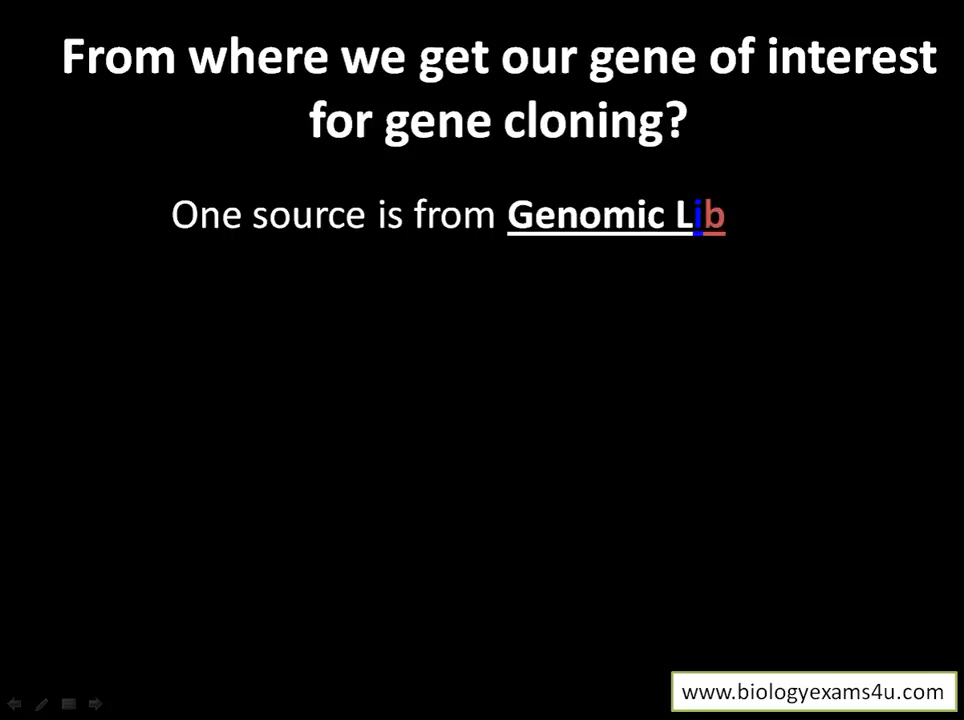 From where we get our gene of interest
for gene cloning?
One source is from Genomic Lib
www.biologyexams4u.com